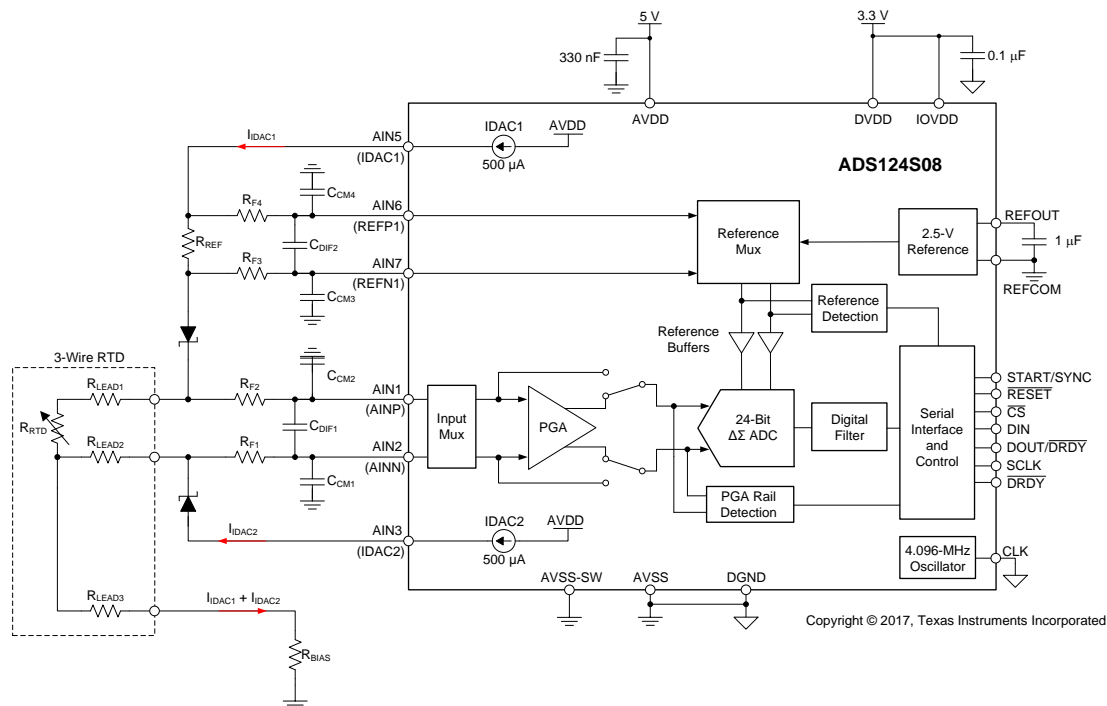 5 V
3.3 V
330 nF
0.1 μF
AVDD
DVDD
IOVDD
IIDAC1
AIN5
(IDAC1)
IDAC1
AVDD
500 μA
ADS124S08
CCM4
RF4
AIN6
(REFP1)
RREF
CDIF2
Reference
Mux
2.5-V
Reference
REFOUT
1 μF
REFCOM
RF3
AIN7
(REFN1)
CCM3
Reference
Detection
Reference
Buffers
3-Wire RTD
CCM2
RLEAD1
RF2
AIN1
(AINP)
RRTD
CDIF1
Input
Mux
PGA
24-Bit
ΔΣ ADC
Digital
Filter
Serial
Interface
and
Control
START/SYNC
RESET
CS
DIN
DOUT/DRDY
SCLK
DRDY
RLEAD2
RF1
AIN2
(AINN)
CCM1
PGA Rail
Detection
IIDAC2
AIN3
(IDAC2)
IDAC2
AVDD
500 μA
4.096-MHz
Oscillator
CLK
AVSS-SW
AVSS
DGND
RLEAD3
IIDAC1 + IIDAC2
RBIAS
Copyright © 2017, Texas Instruments Incorporated